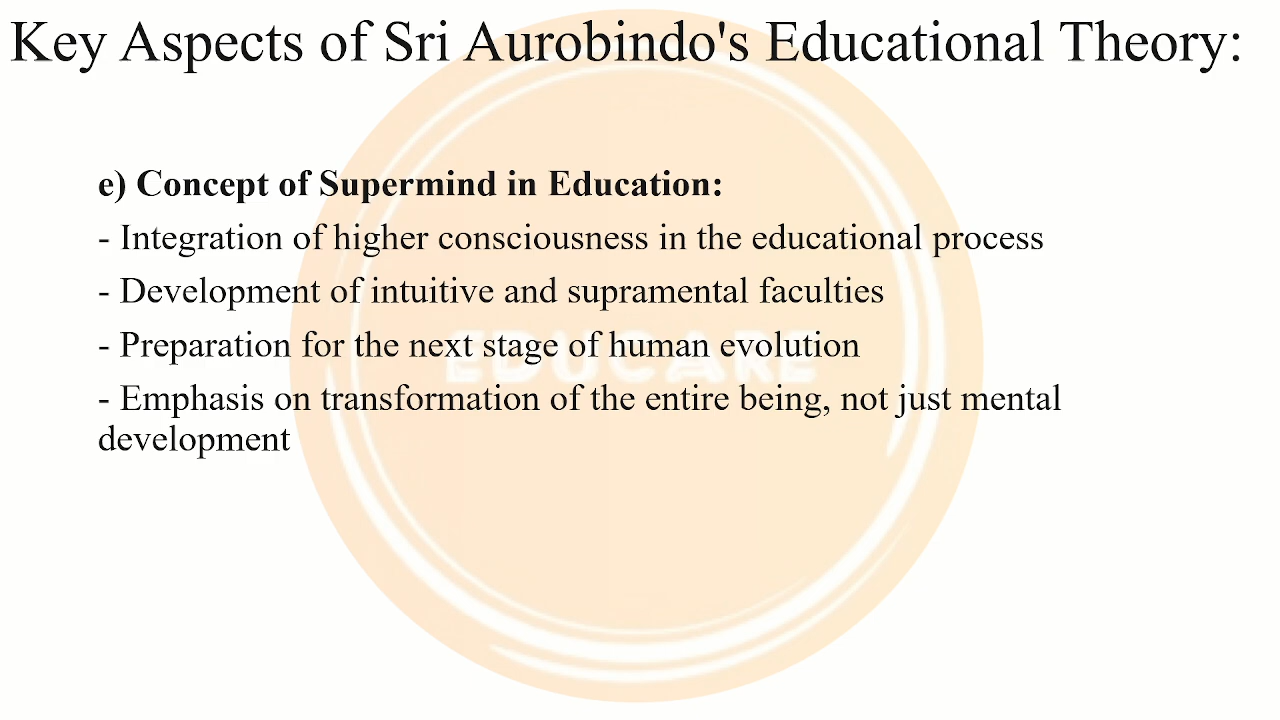 Key Aspects of Sri Aurobindo's Educational Theory:
e) Concept of Supermind in Education:
- Integration of higher consciousness in the educational process
- Development of intuitive and supramental faculties
- Preparation for the next stage of human evolution
EDUCARE
- Emphasis on transformation of the entire being, not just mental
development